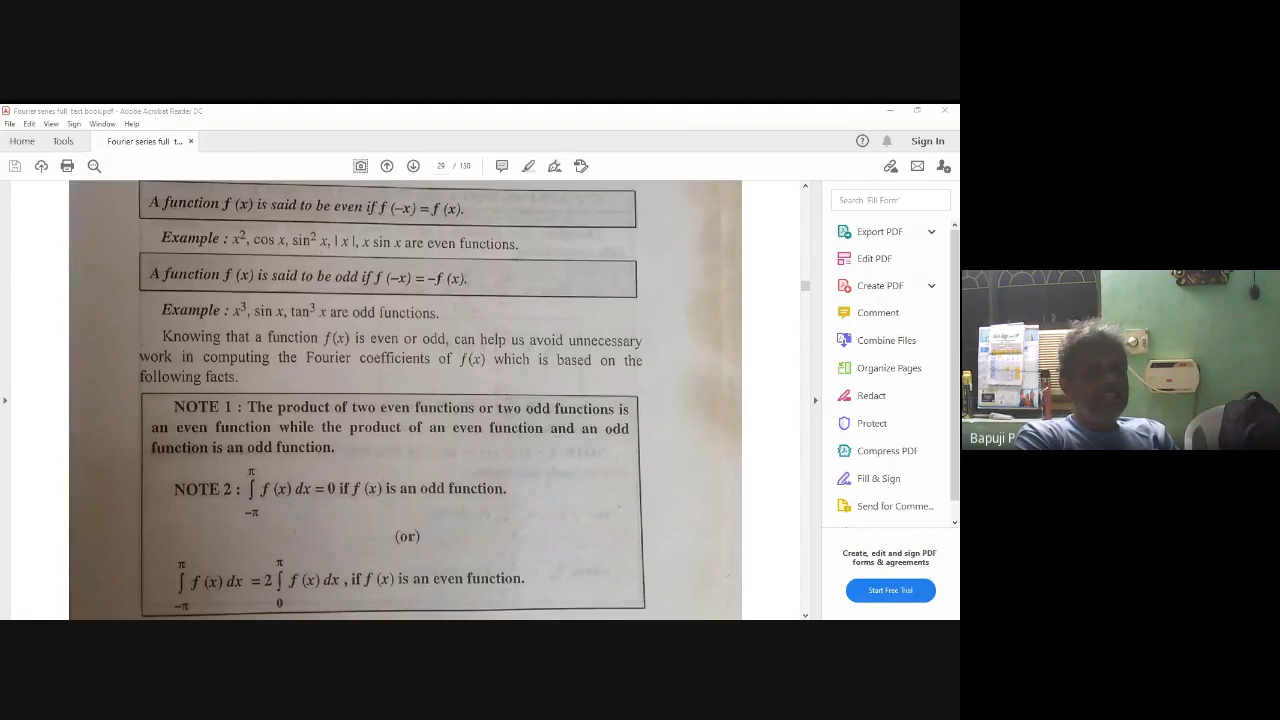 Fourier series full text book.pdf - Adobe Acrobat Reader DC
File Edit View Sign Window Help
Home Tools Fourier series full t... × Sign In
29 / 130
A function f (x) is said to be even if f (–x) = f (x).
Example : x², cos x, sin² x, | x |, x sin x are even functions.
A function f (x) is said to be odd if f (–x) = –f (x).
Example : x³, sin x, tan³ x are odd functions.
Knowing that a function f(x) is even or odd, can help us avoid unnecessary
work in computing the Fourier coefficients of f(x) which is based on the
following facts.
NOTE 1 : The product of two even functions or two odd functions is
an even function while the product of an even function and an odd
function is an odd function.
π
NOTE 2 : ∫ f (x) dx = 0 if f (x) is an odd function.
–π
(or)
π π
∫ f (x) dx = 2 ∫ f (x) dx , if f (x) is an even function.
–π 0
Search 'Fill Form'
Export PDF
Edit PDF
Create PDF
Comment
Combine Files
Organize Pages
Redact
Protect
Compress PDF
Fill & Sign
Send for Comme...
Create, edit and sign PDF
forms & agreements
Start Free Trial
Bapuji P